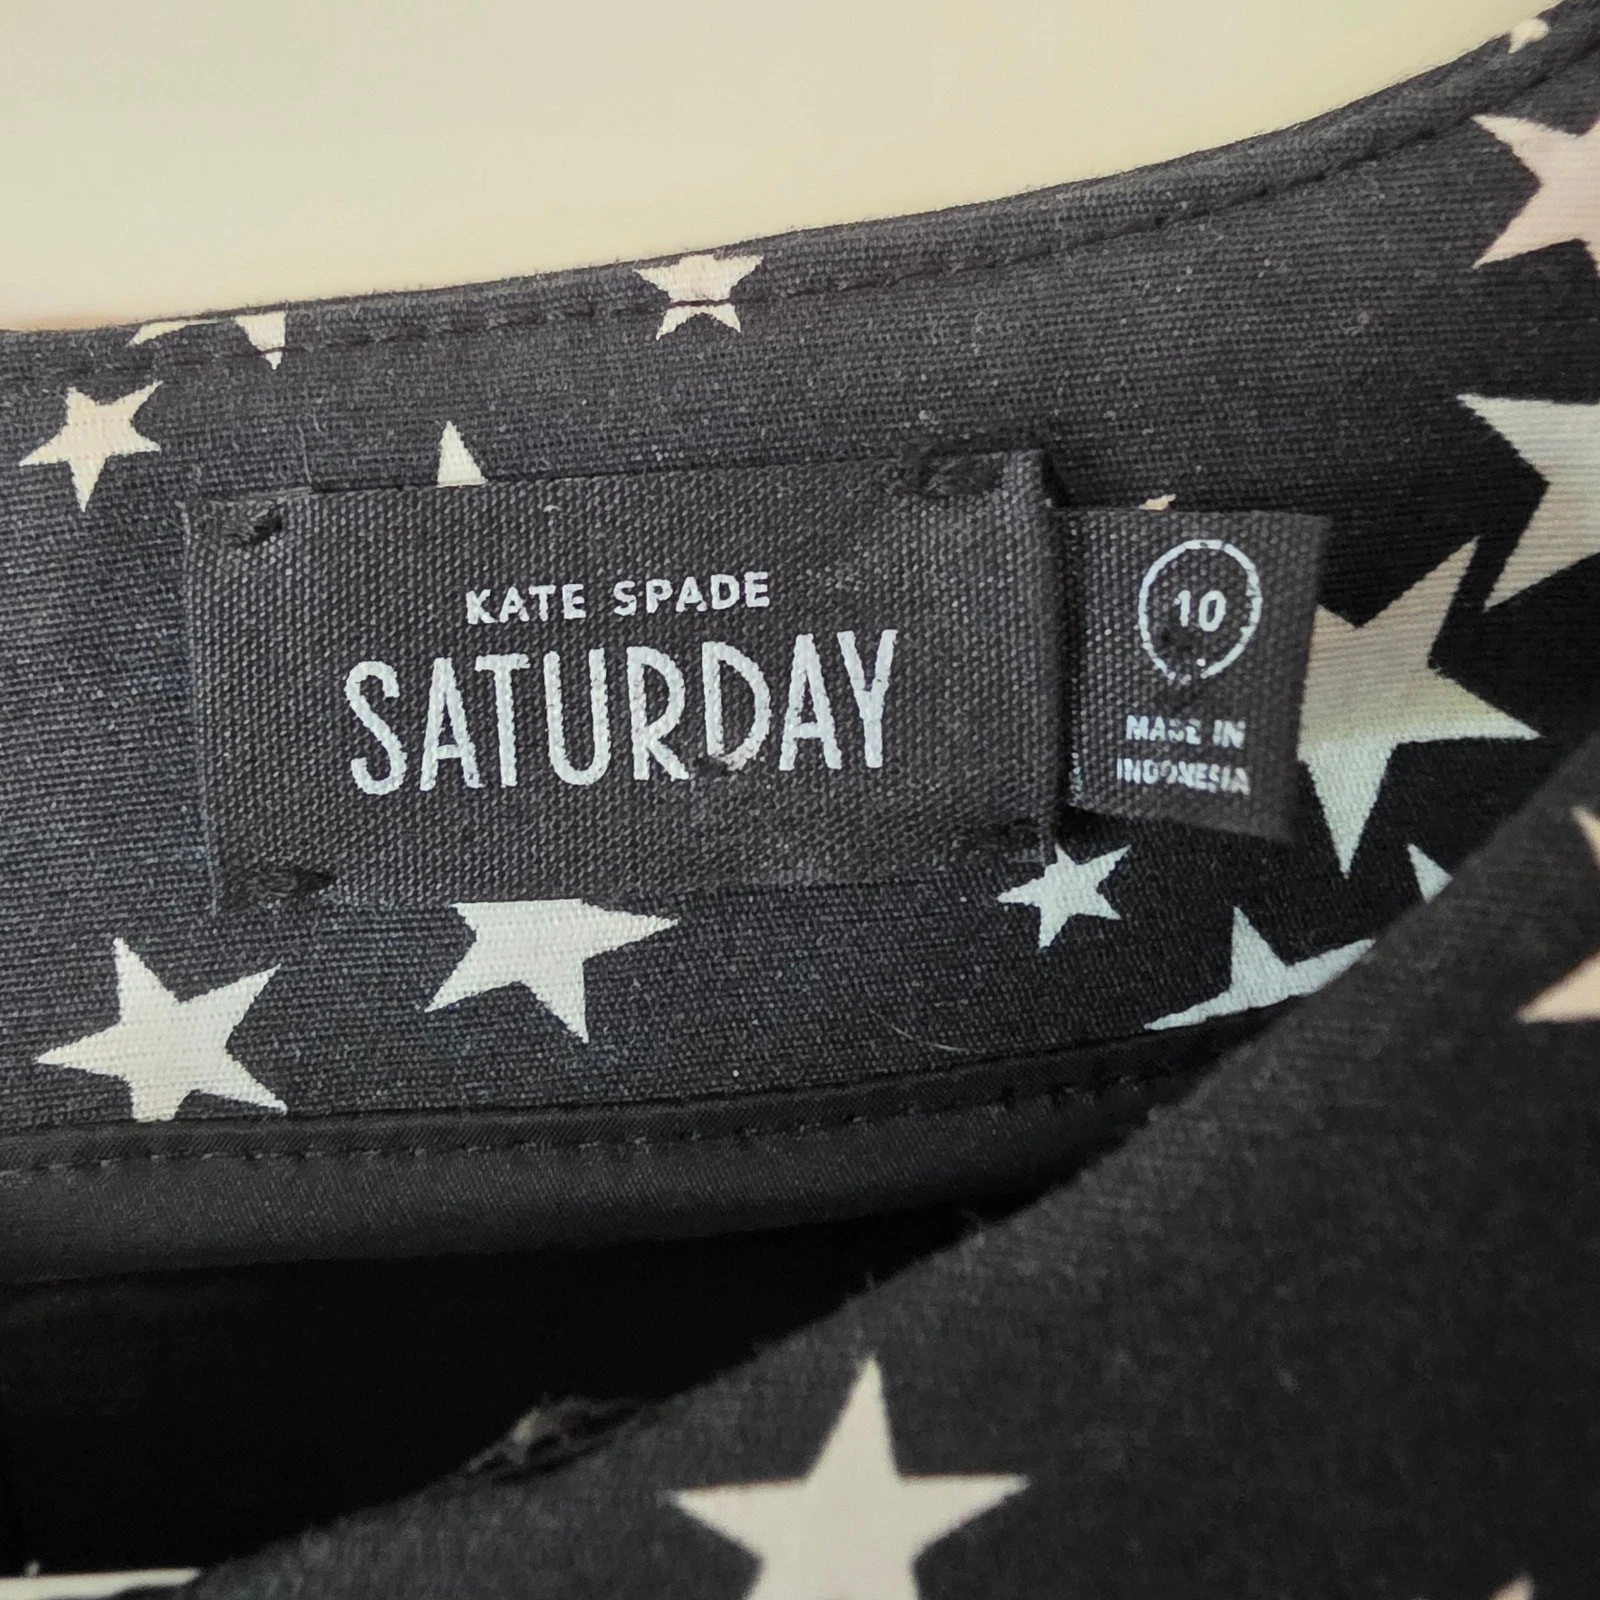 KATE SPADE
SATURDAY
10
MADE IN
INDONESIA